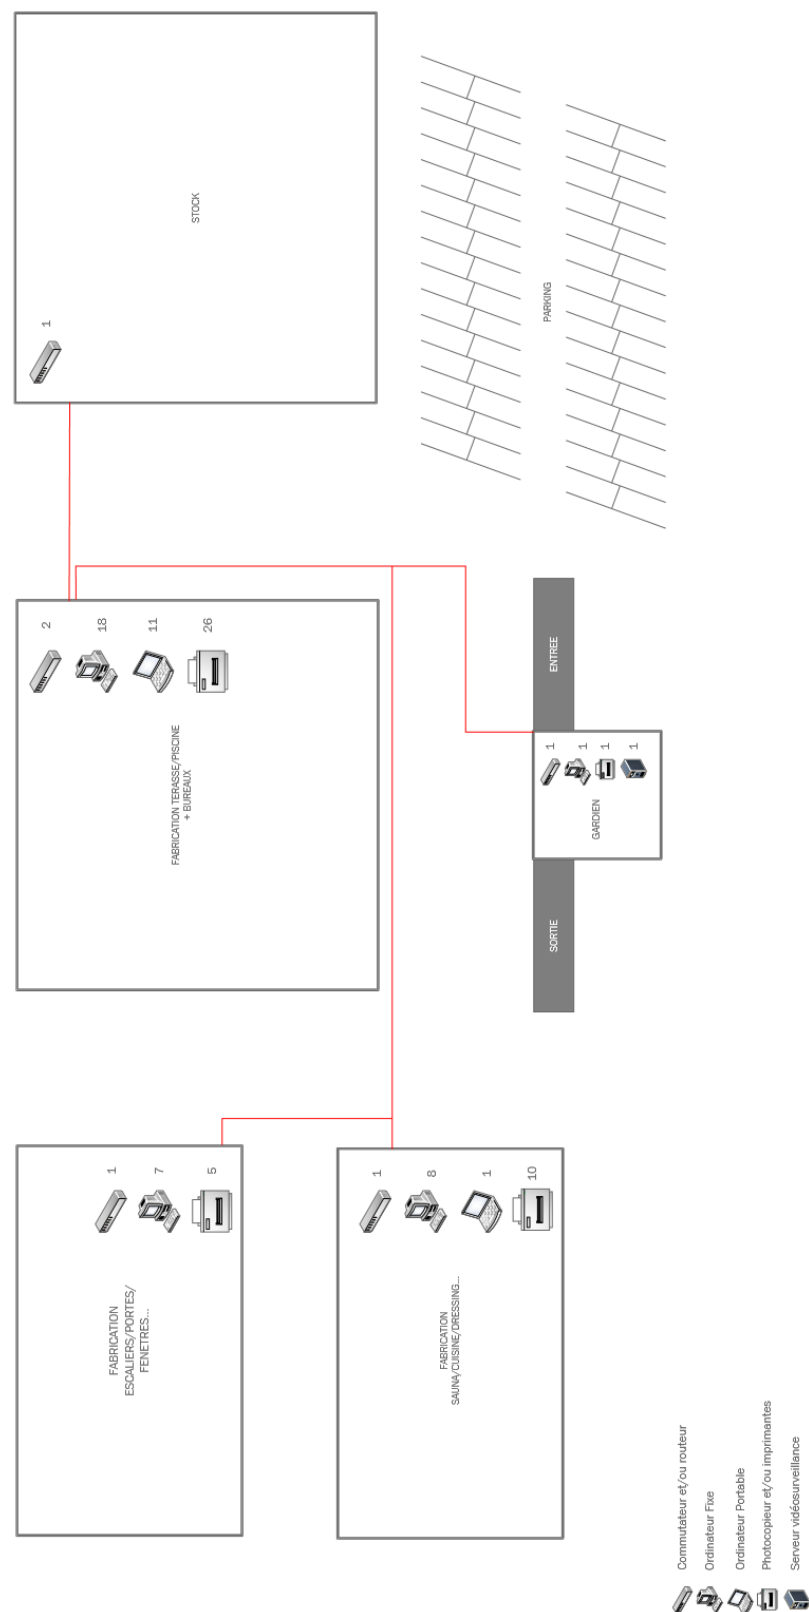 STOCK
1
PARKING
2
18
11
26
FABRICATION TERASSE/PISCINE
+ BUREAUX
ENTREE
1
1
1
1
GARDIEN
SORTIE
1
7
5
FABRICATION
ESCALIERS/PORTES/
FENETRES...
1
8
1
10
FABRICATION
SAUNA/CUISINE/DRESSING...
Commutateur et/ou routeur
Ordinateur Fixe
Ordinateur Portable
Photocopieur et/ou imprimantes
Serveur vidéosurveillance